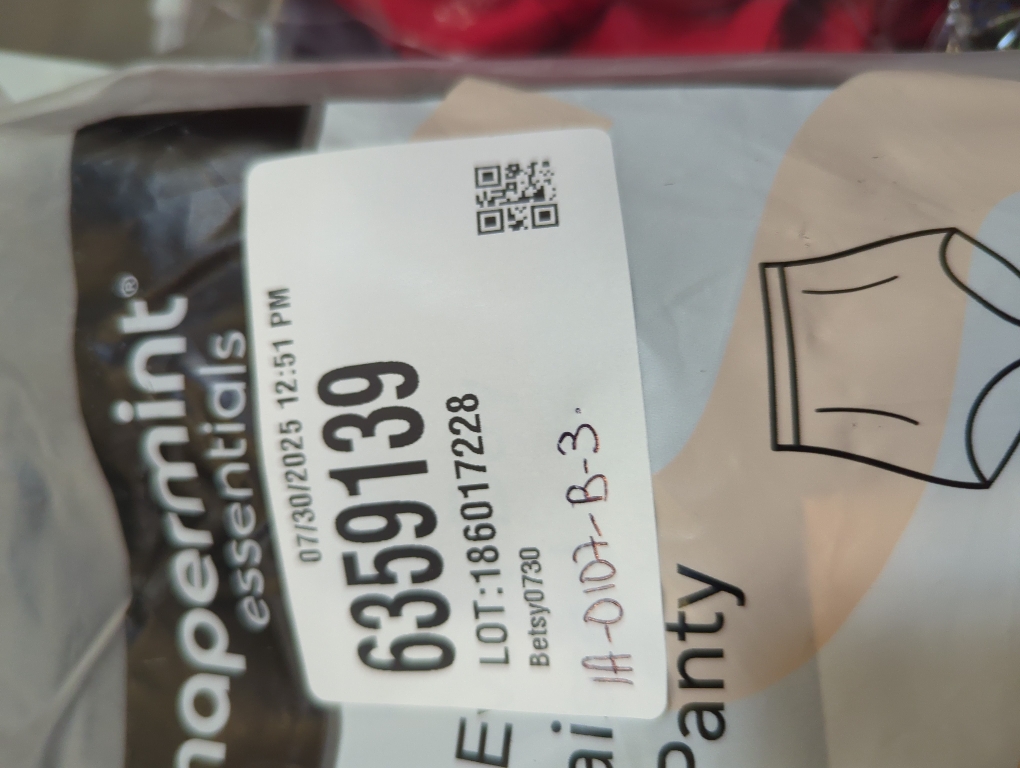 napermint®
essentials
07/30/2025 12:51 PM
6359139
LOT:186017228
Betsy0730
1A-0107-B-3.
Panty